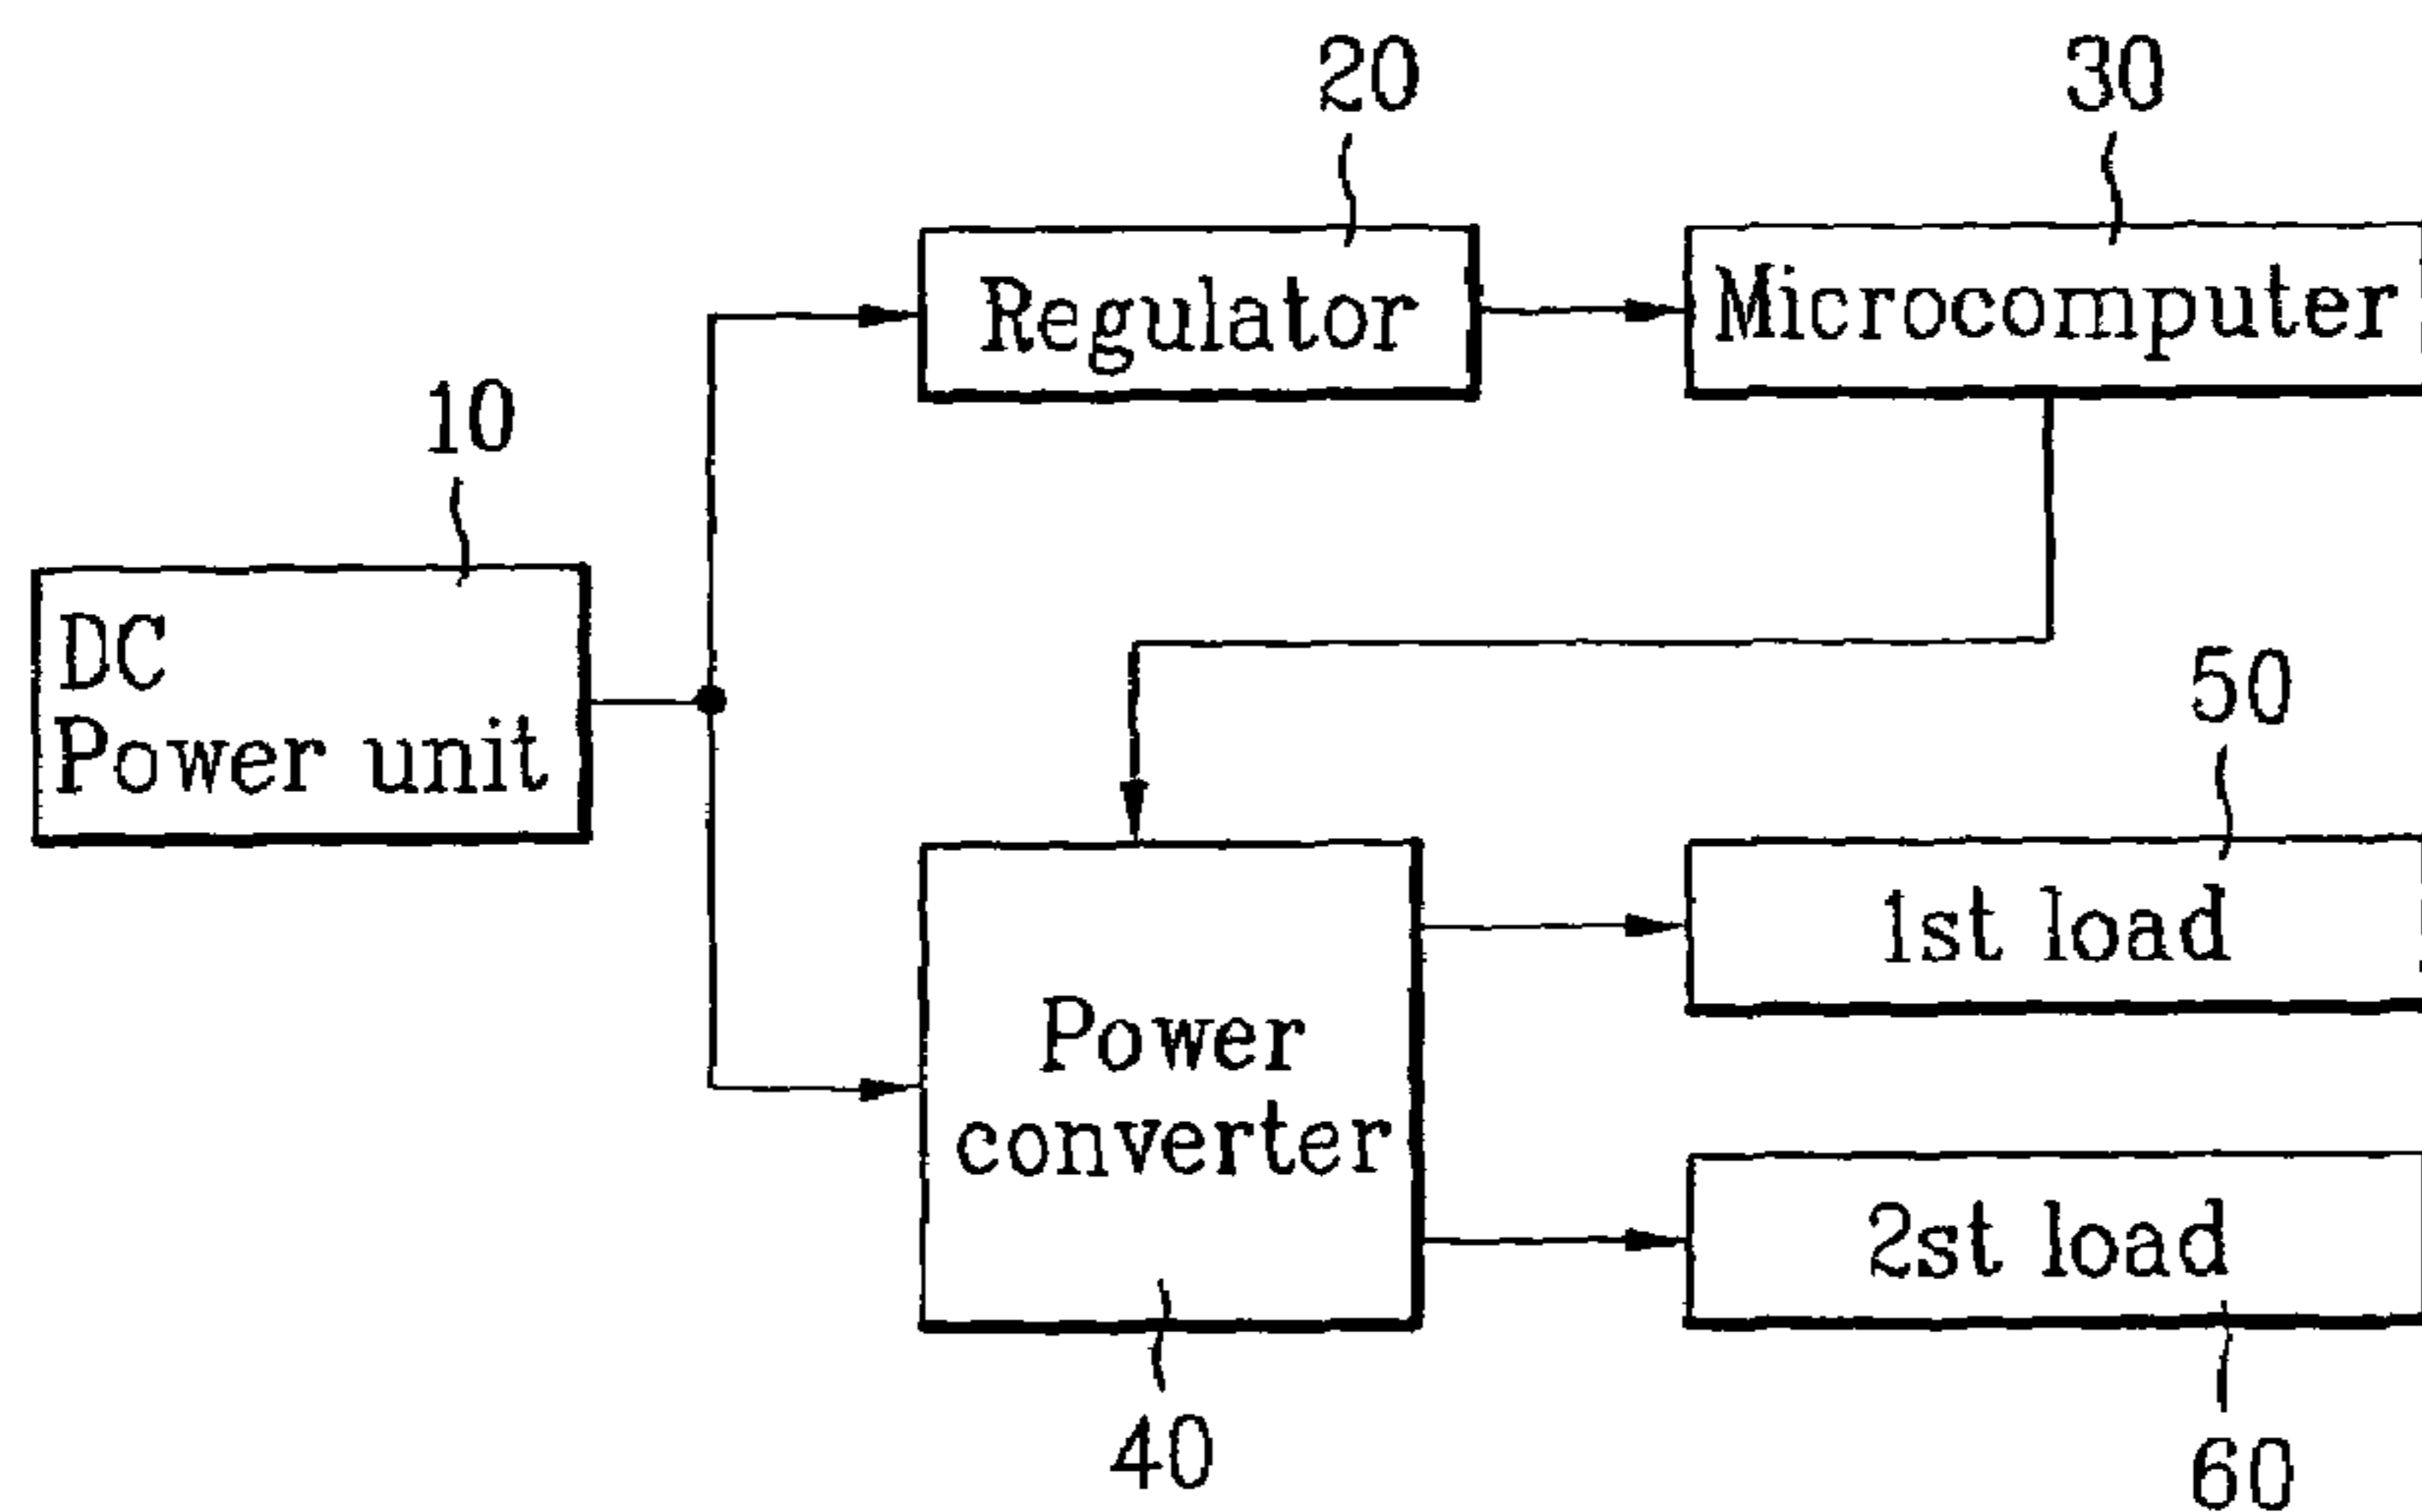 20
30
Regulator
Microcomputer
10
DC
Power unit
50
1st load
Power
converter
2st load
40
60